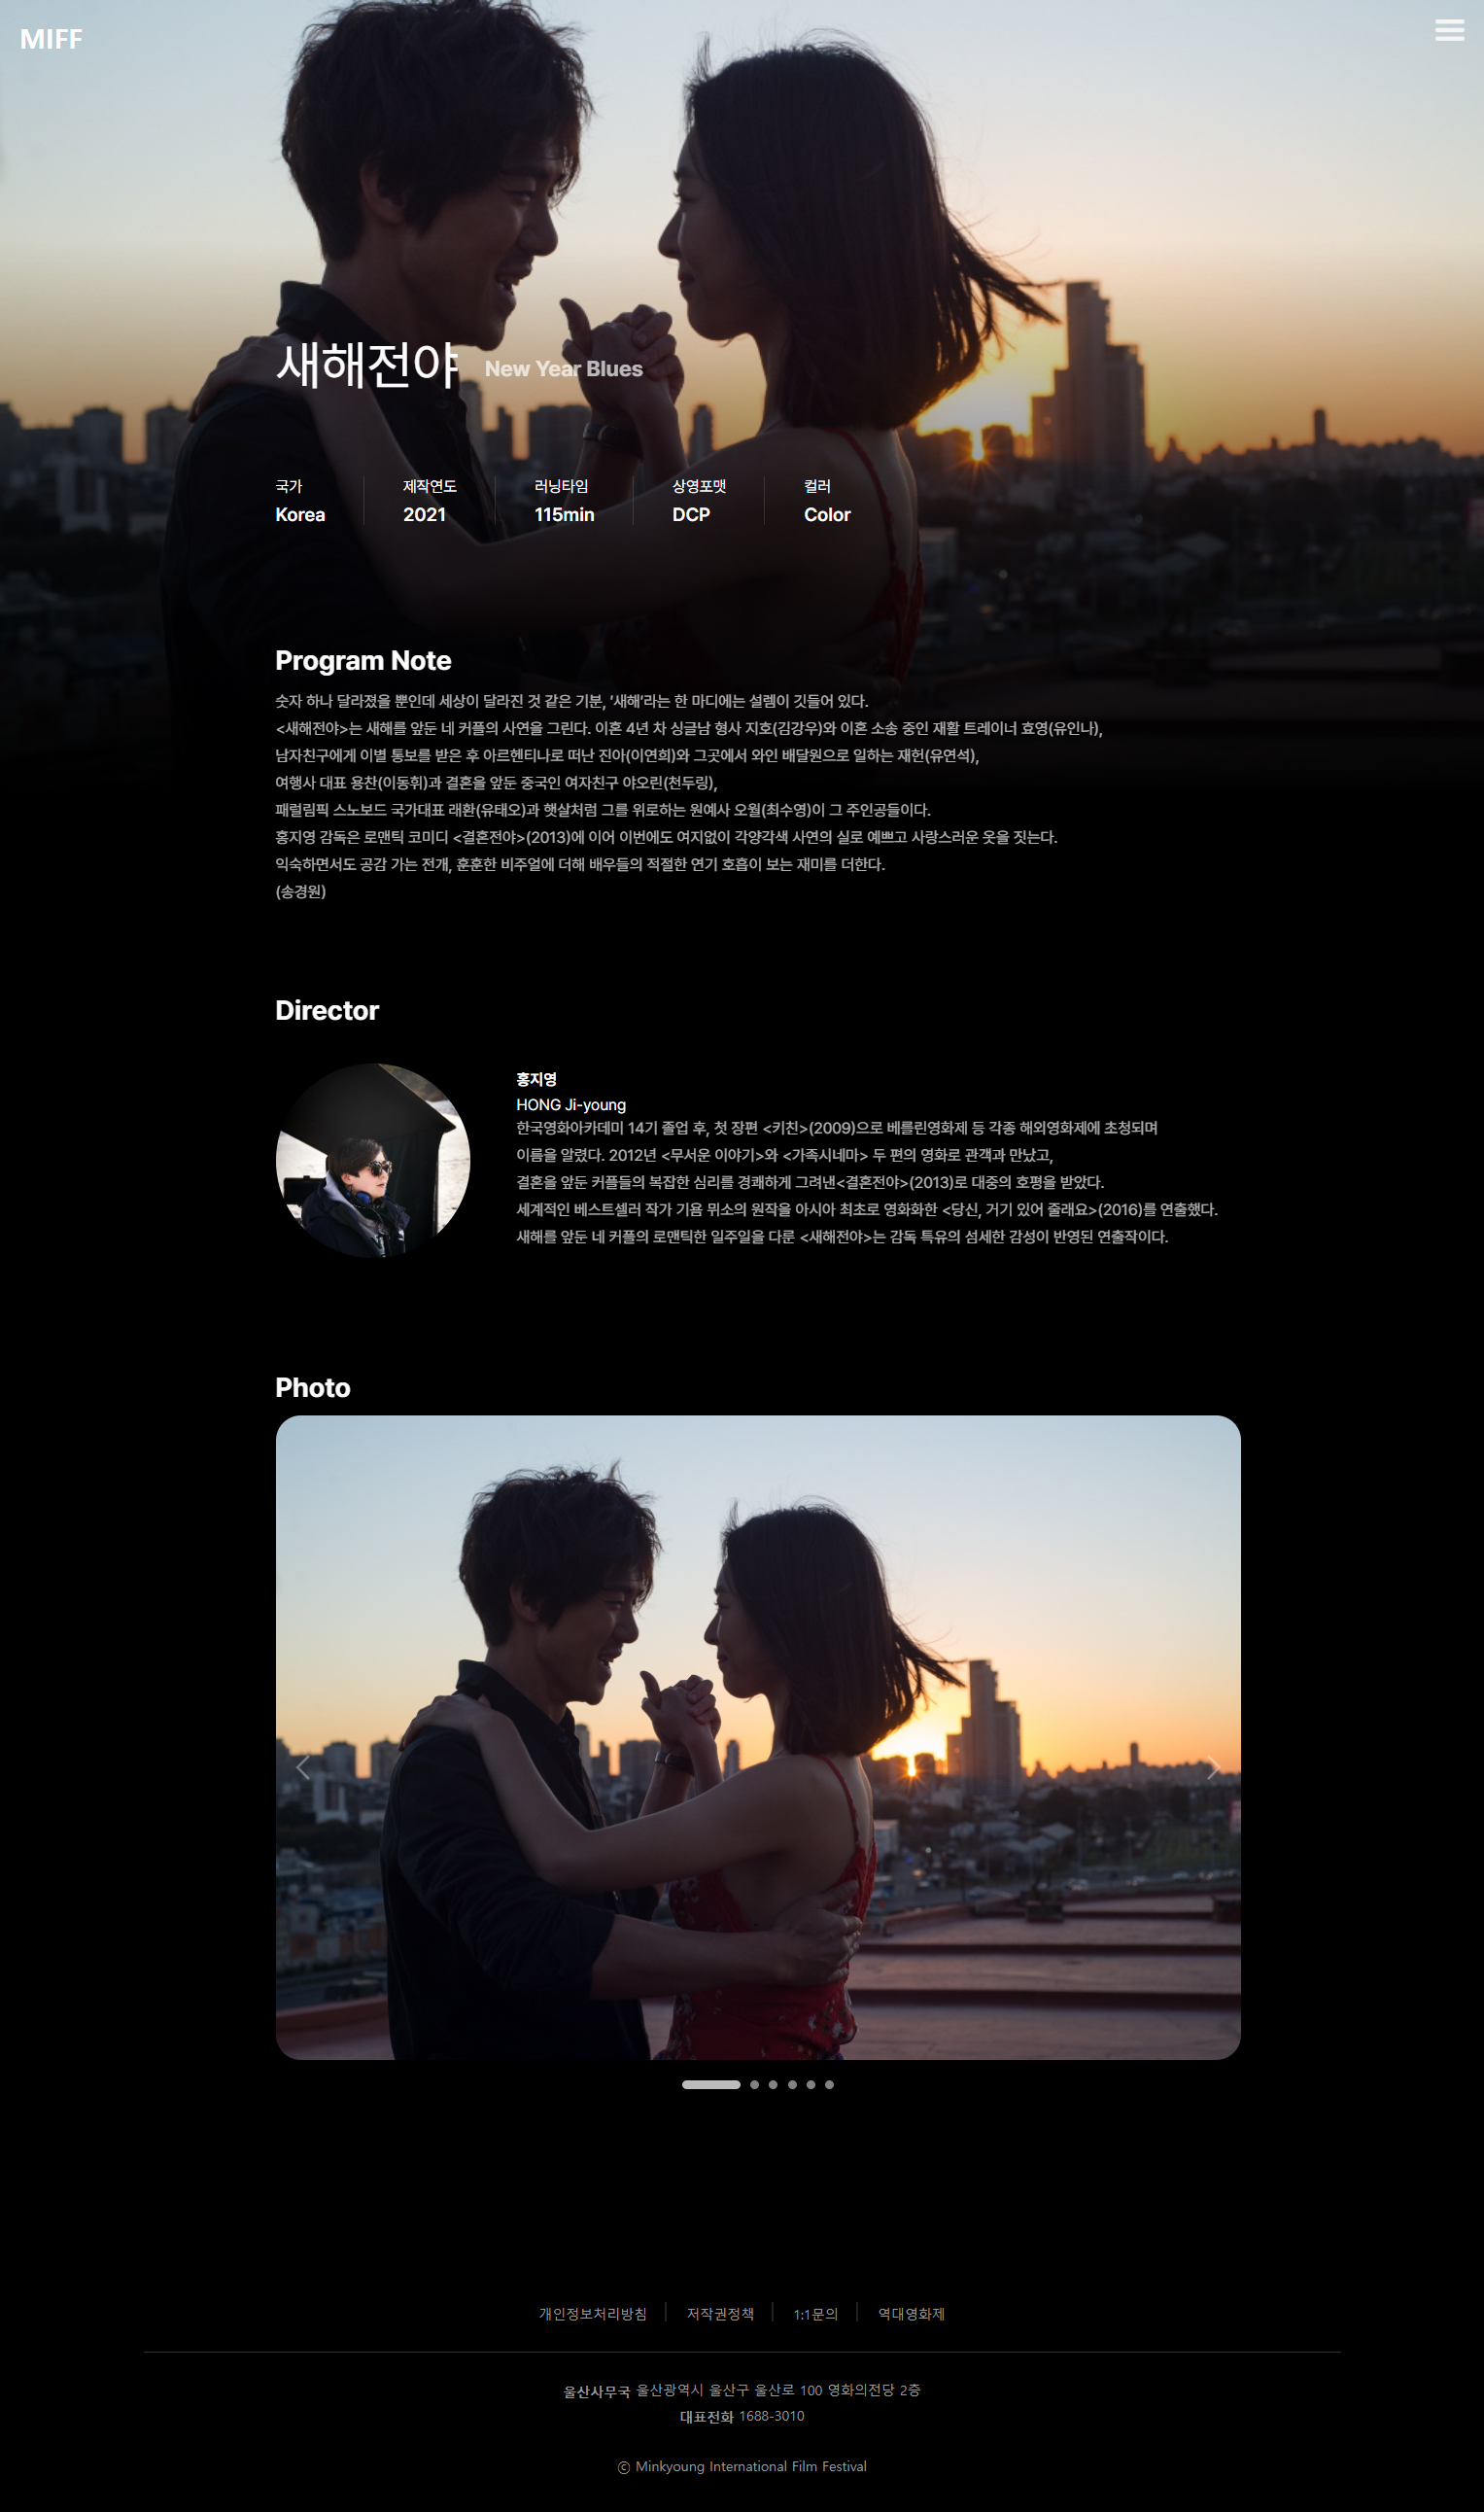 MIFF
새해전야 New Year Blues
국가 제작연도 러닝타임 상영포맷 컬러
Korea 2021 115min DCP Color
Program Note
숫자 하나 달라졌을 뿐인데 세상이 달라진 것 같은 기분, '새해'라는 한 마디에는 설렘이 깃들어 있다.
<새해전야>는 새해를 앞둔 네 커플의 사연을 그린다. 이혼 4년 차 싱글남 형사 지호(김강우)와 이혼 소송 중인 재활 트레이너 효영(유인나),
남자친구에게 이별 통보를 받은 후 아르헨티나로 떠난 진아(이연희)와 그곳에서 와인 배달원으로 일하는 재헌(유연석),
여행사 대표 용찬(이동휘)과 결혼을 앞둔 중국인 여자친구 야오린(천두링),
패럴림픽 스노보드 국가대표 래환(유태오)과 햇살처럼 그를 위로하는 원예사 오월(최수영)이 그 주인공들이다.
홍지영 감독은 로맨틱 코미디 <결혼전야>(2013)에 이어 이번에도 여지없이 각양각색 사연의 실로 예쁘고 사랑스러운 옷을 짓는다.
익숙하면서도 공감 가는 전개, 훈훈한 비주얼에 더해 배우들의 적절한 연기 호흡이 보는 재미를 더한다.
(송경원)
Director
홍지영
HONG Ji-young
한국영화아카데미 14기 졸업 후, 첫 장편 <키친>(2009)으로 베를린영화제 등 각종 해외영화제에 초청되며
이름을 알렸다. 2012년 <무서운 이야기>와 <가족시네마> 두 편의 영화로 관객과 만났고,
결혼을 앞둔 커플들의 복잡한 심리를 경쾌하게 그려낸<결혼전야>(2013)로 대중의 호평을 받았다.
세계적인 베스트셀러 작가 기욤 뮈소의 원작을 아시아 최초로 영화화한 <당신, 거기 있어 줄래요>(2016)를 연출했다.
새해를 앞둔 네 커플의 로맨틱한 일주일을 다룬 <새해전야>는 감독 특유의 섬세한 감성이 반영된 연출작이다.
Photo
개인정보처리방침 저작권정책 1:1문의 역대영화제
울산사무국 울산광역시 울산구 울산로 100 영화의전당 2층
대표전화 1688-3010
ⓒ Minkyoung International Film Festival